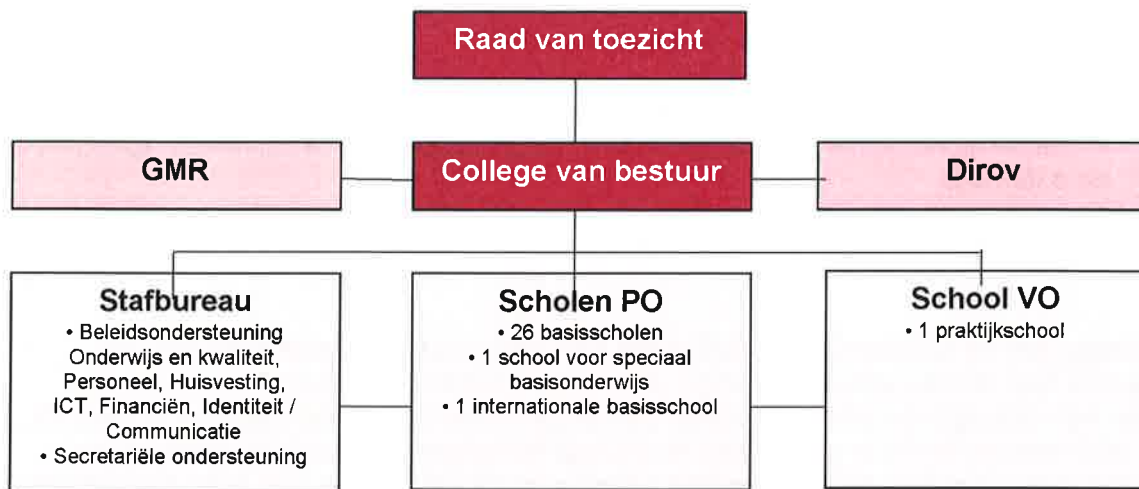 Raad van toezicht
GMR
College van bestuur
Dirov
Stafbureau
• Beleidsondersteuning
Onderwijs en kwaliteit,
Personeel, Huisvesting,
ICT, Financiën, Identiteit /
Communicatie
• Secretariële ondersteuning
Scholen PO
• 26 basisscholen
• 1 school voor speciaal
basisonderwijs
• 1 internationale basisschool
School VO
• 1 praktijkschool